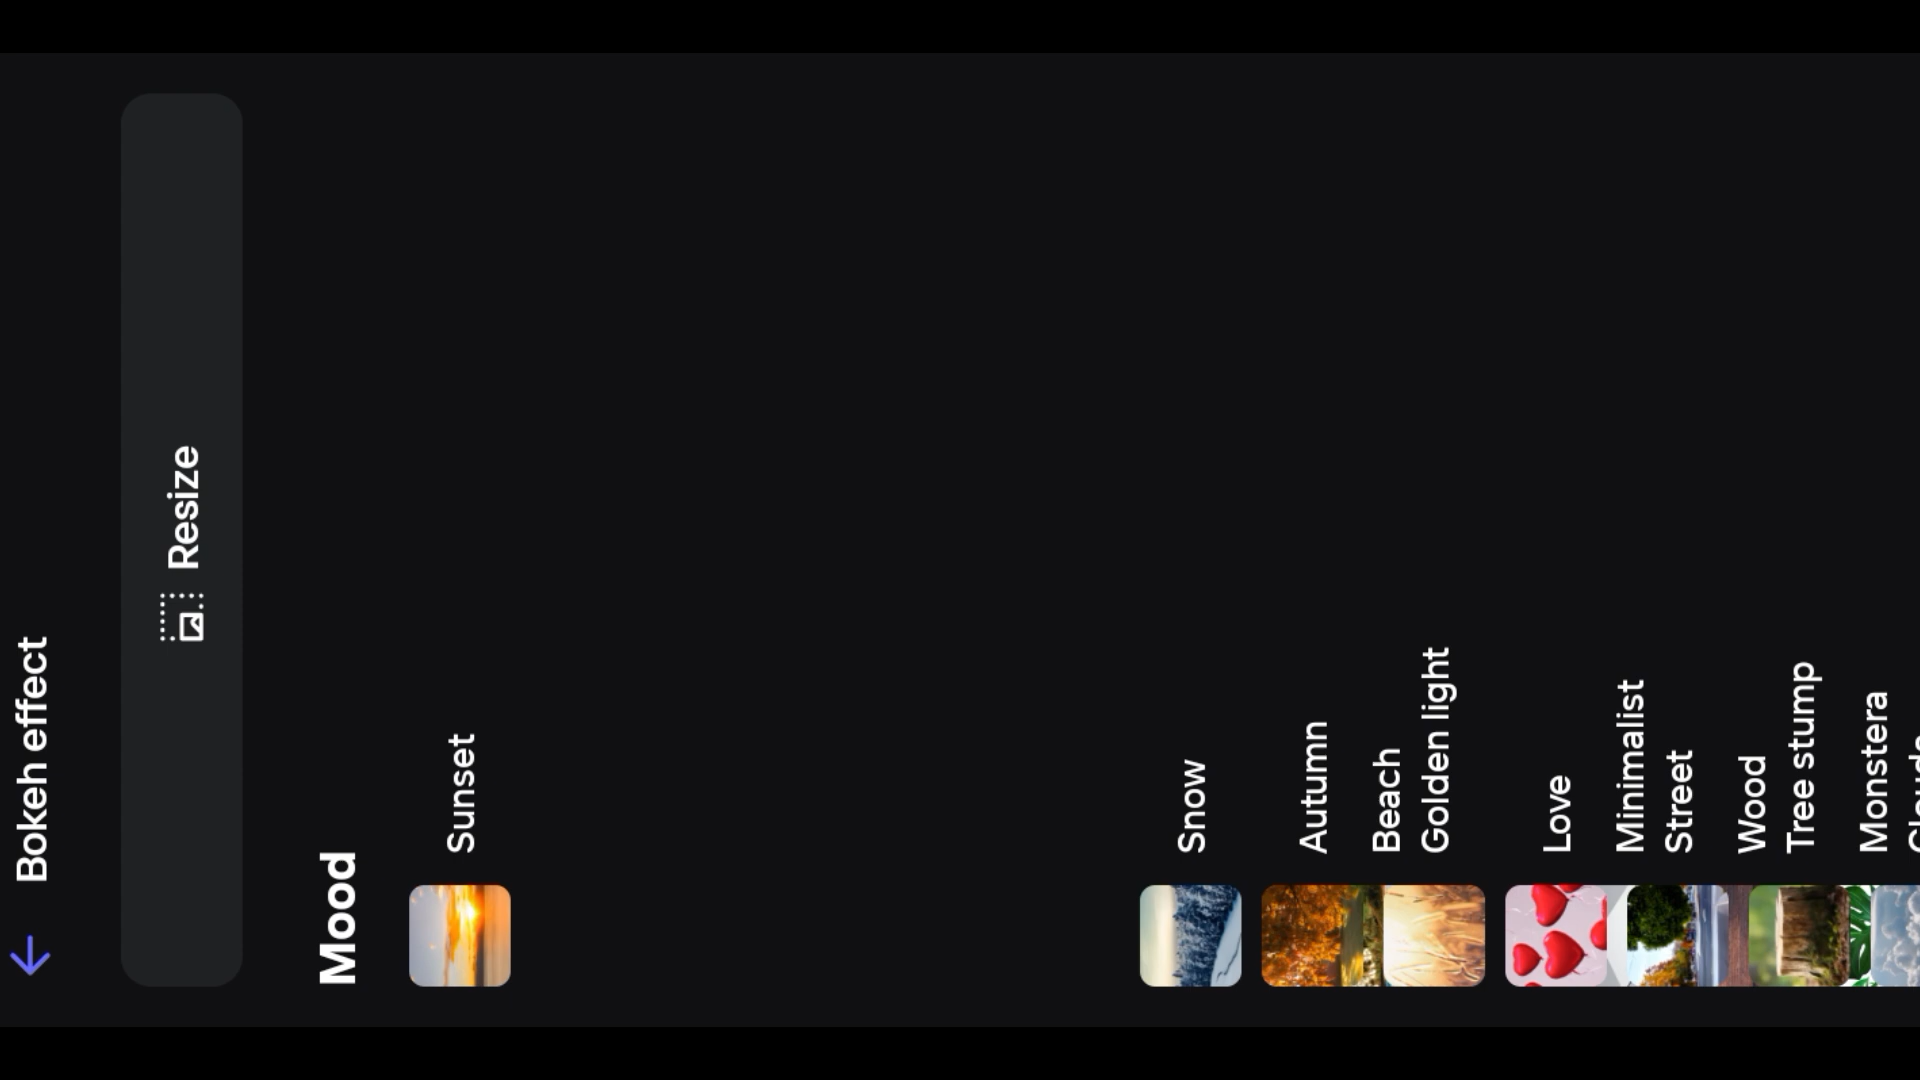 Bokeh effect
Resize
Mood
Sunset
Snow
Autumn
Beach
Golden light
Love
Minimalist
Street
Wood
Tree stump
Monstera